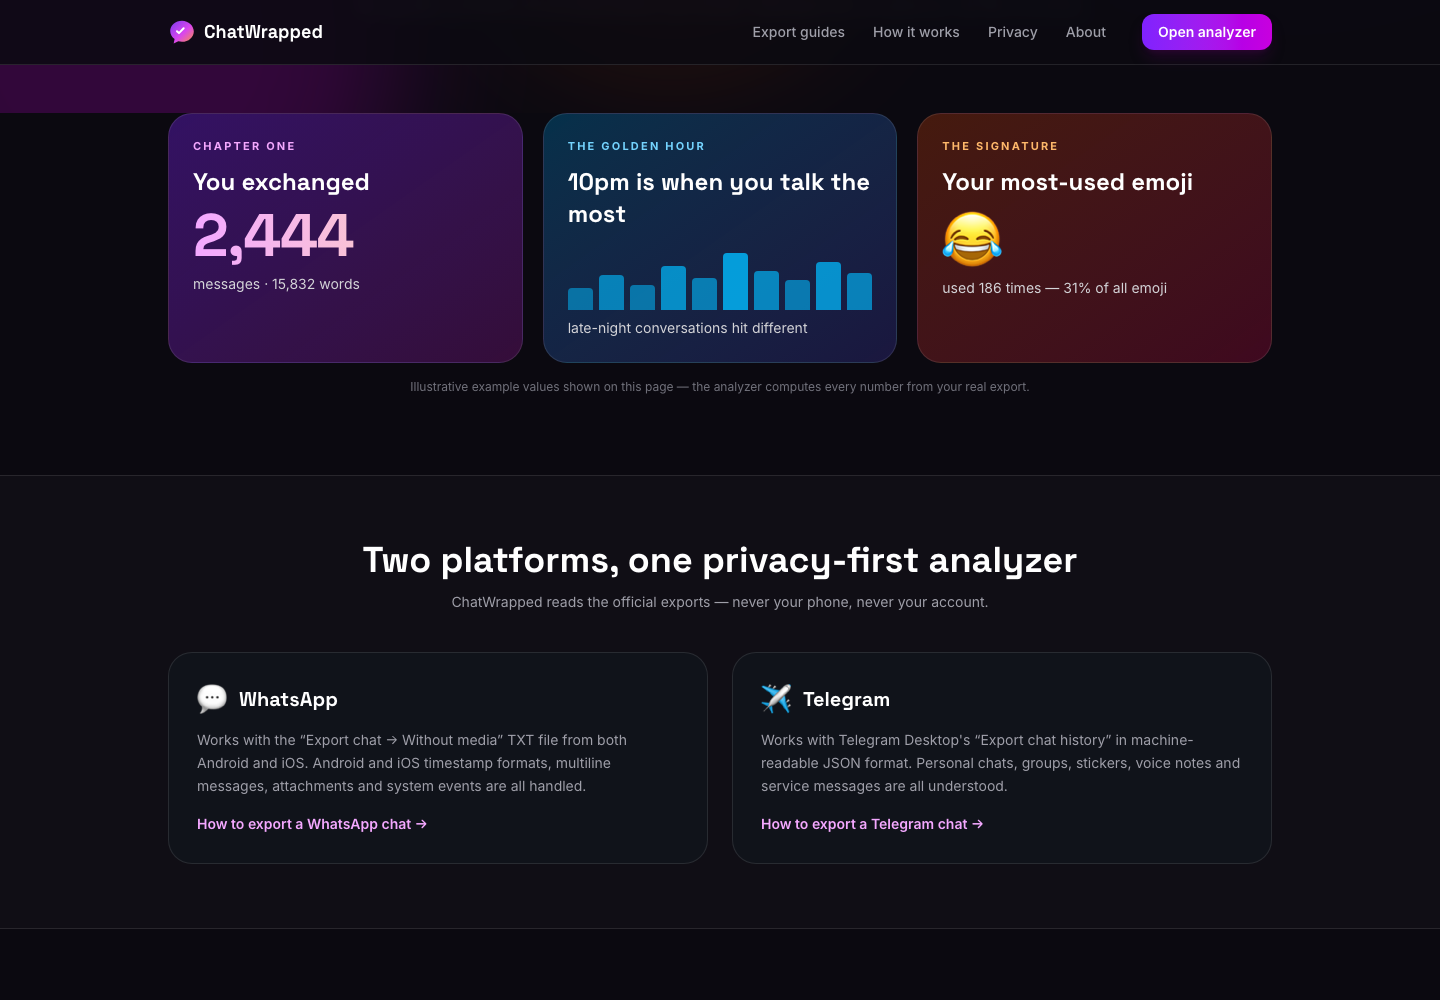 ChatWrapped
Export guides
How it works
Privacy
About
Open analyzer
CHAPTER ONE
You exchanged
2,444
messages · 15,832 words
THE GOLDEN HOUR
10pm is when you talk the
most
late-night conversations hit different
THE SIGNATURE
Your most-used emoji
used 186 times — 31% of all emoji
Illustrative example values shown on this page — the analyzer computes every number from your real export.
Two platforms, one privacy-first analyzer
ChatWrapped reads the official exports — never your phone, never your account.
WhatsApp
Works with the “Export chat → Without media” TXT file from both
Android and iOS. Android and iOS timestamp formats, multiline
messages, attachments and system events are all handled.
How to export a WhatsApp chat →
Telegram
Works with Telegram Desktop's “Export chat history” in machine-
readable JSON format. Personal chats, groups, stickers, voice notes and
service messages are all understood.
How to export a Telegram chat →